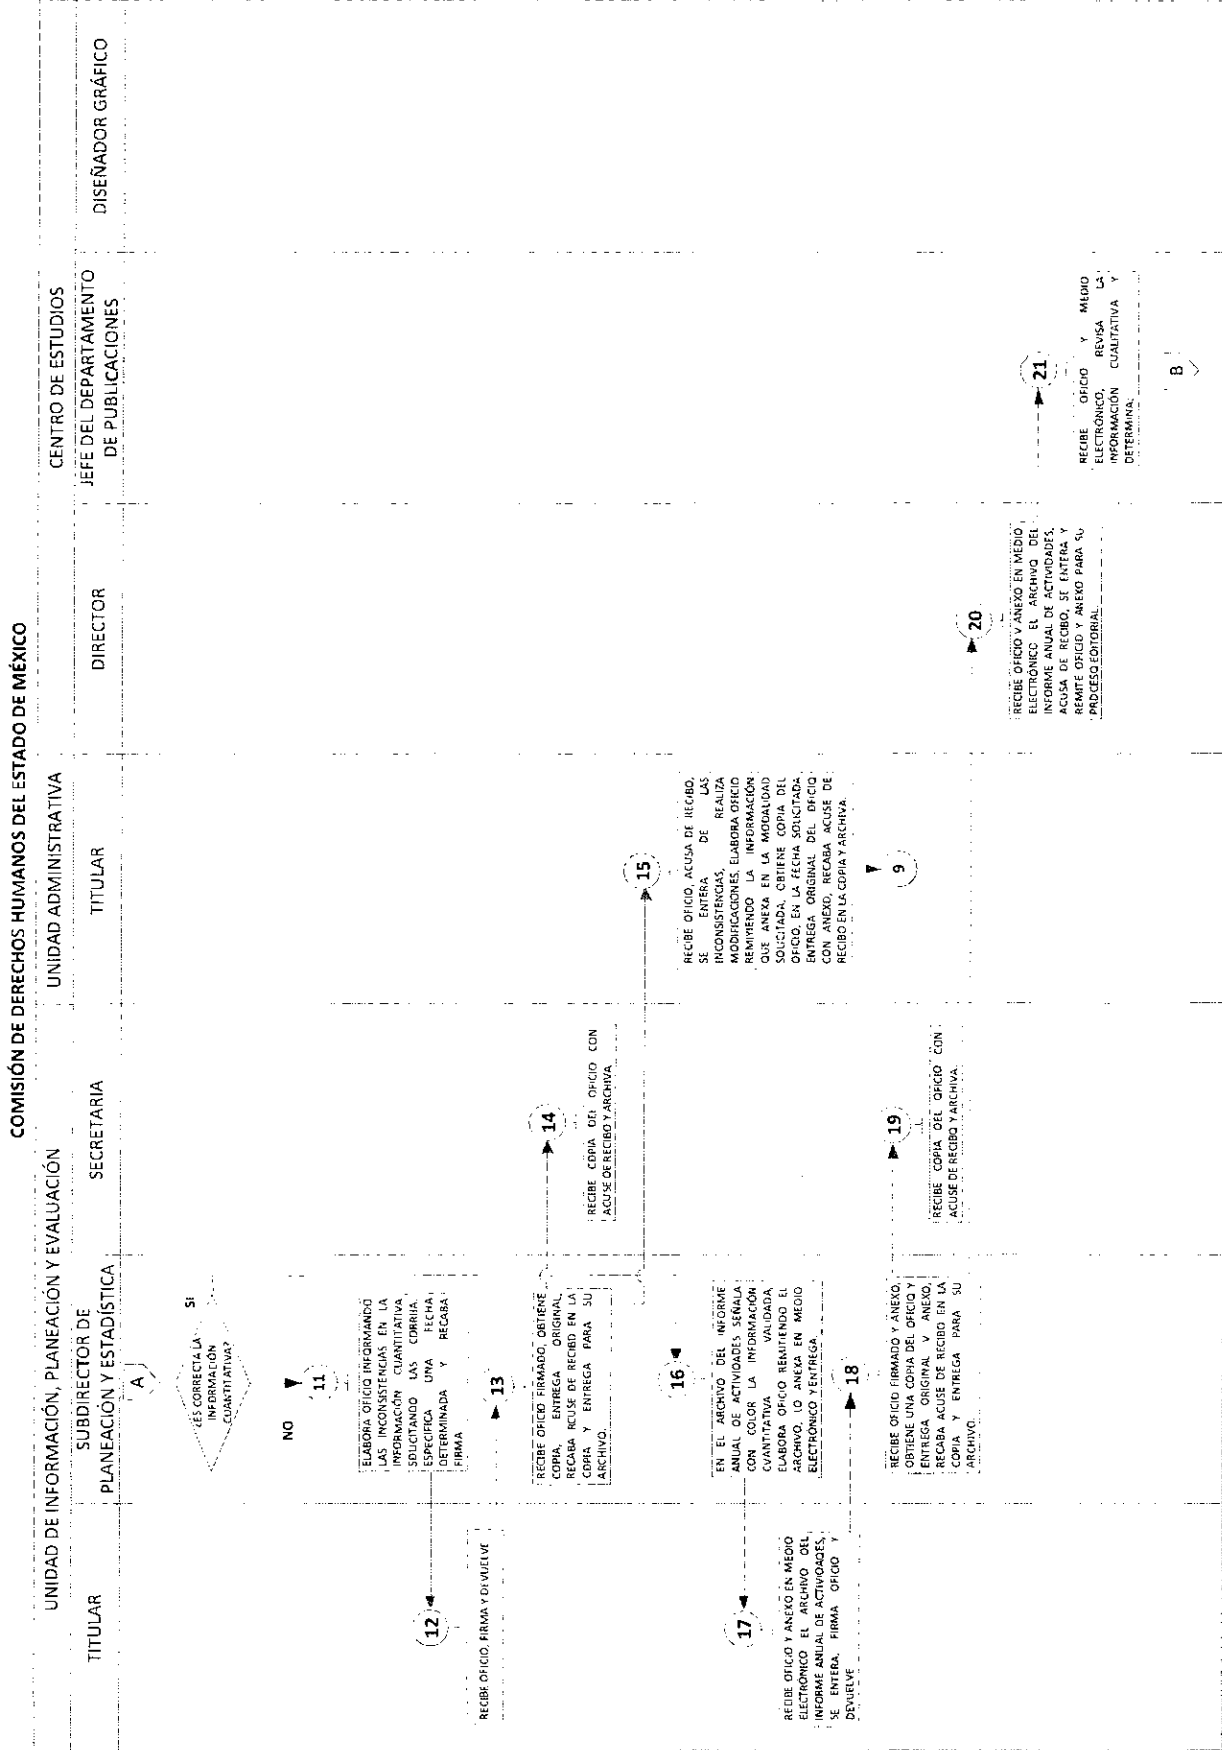 COMISIÓN DE DERECHOS HUMANOS DEL ESTADO DE MÉXICO
UNIDAD DE INFORMACIÓN, PLANEACIÓN Y EVALUACIÓN
UNIDAD ADMINISTRATIVA
CENTRO DE ESTUDIOS
TITULAR
SUBDIRECTOR DE
PLANEACIÓN Y ESTADÍSTICA
SECRETARIA
TITULAR
DIRECTOR
JEFE DEL DEPARTAMENTO
DE PUBLICACIONES
DISEÑADOR GRÁFICO
A
¿ES CORRECTA LA
INFORMACIÓN
CUANTITATIVA?
SI
NO
11
ELABORA OFICIO INFORMANDO
LAS INCONSISTENCIAS EN LA
INFORMACIÓN CUANTITATIVA
SOLICITANDO LAS CORRIJA.
ESPECIFICA UNA FECHA
DETERMINADA Y RECABA
FIRMA
12
RECIBE OFICIO, FIRMA Y DEVUELVE
13
RECIBE OFICIO FIRMADO, OBTIENE
COPIA, ENTREGA ORIGINAL,
RECABA ACUSE DE RECIBO EN LA
COPIA Y ENTREGA PARA SU
ARCHIVO.
14
RECIBE COPIA DEL OFICIO CON
ACUSE DE RECIBO Y ARCHIVA.
15
RECIBE OFICIO, ACUSA DE RECIBO,
SE ENTERA DE LAS
INCONSISTENCIAS, REALIZA
MODIFICACIONES, ELABORA OFICIO
REMITIENDO LA INFORMACIÓN
QUE ANEXA EN LA MODALIDAD
SOLICITADA, OBTIENE COPIA DEL
OFICIO, EN LA FECHA SOLICITADA
ENTREGA ORIGINAL DEL OFICIO
CON ANEXO, RECABA ACUSE DE
RECIBO EN LA COPIA Y ARCHIVA.
9
16
EN EL ARCHIVO DEL INFORME
ANUAL DE ACTIVIDADES SEÑALA
CON COLOR LA INFORMACIÓN
CUANTITATIVA VALIDADA,
ELABORA OFICIO REMITIENDO EL
ARCHIVO, LO ANEXA EN MEDIO
ELECTRÓNICO Y ENTREGA.
17
RECIBE OFICIO Y ANEXO EN MEDIO
ELECTRÓNICO EL ARCHIVO DEL
INFORME ANUAL DE ACTIVIDADES,
SE ENTERA, FIRMA OFICIO Y
DEVUELVE
18
RECIBE OFICIO FIRMADO Y ANEXO,
OBTIENE UNA COPIA DEL OFICIO Y
ENTREGA ORIGINAL Y ANEXO,
RECABA ACUSE DE RECIBO EN LA
COPIA Y ENTREGA PARA SU
ARCHIVO.
19
RECIBE COPIA DEL OFICIO CON
ACUSE DE RECIBO Y ARCHIVA.
20
RECIBE OFICIO Y ANEXO EN MEDIO
ELECTRÓNICO EL ARCHIVO DEL
INFORME ANUAL DE ACTIVIDADES,
ACUSA DE RECIBO, SE ENTERA Y
REMITE OFICIO Y ANEXO PARA SU
PROCESO EDITORIAL.
21
RECIBE OFICIO Y MEDIO
ELECTRÓNICO, REVISA LA
INFORMACIÓN CUALITATIVA Y
DETERMINA:
B